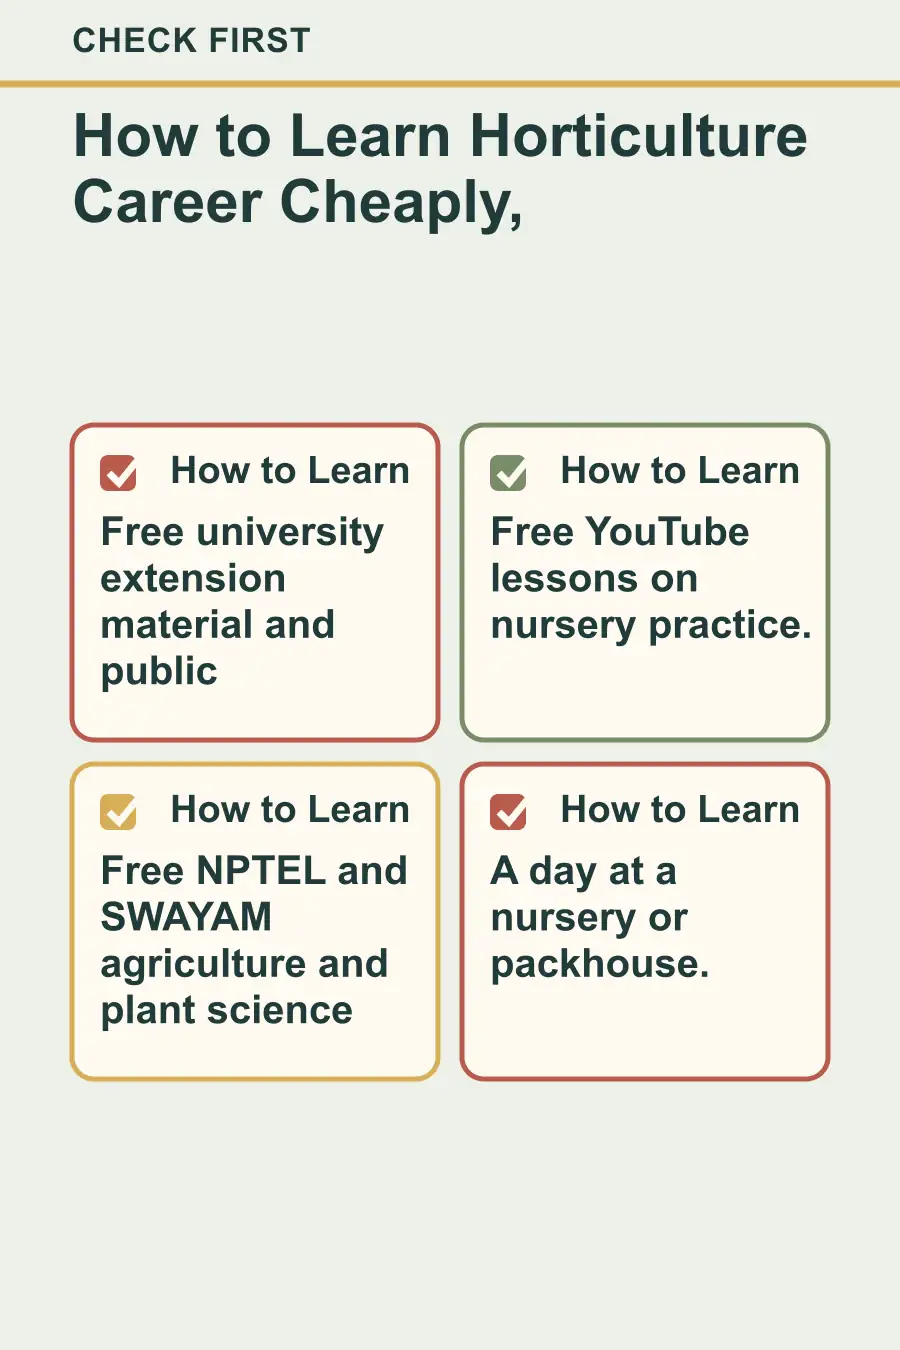 CHECK FIRST
How to Learn Horticulture
Career Cheaply,
How to Learn
Free university
extension
material and
public
How to Learn
Free YouTube
lessons on
nursery practice.
How to Learn
Free NPTEL and
SWAYAM
agriculture and
plant science
How to Learn
A day at a
nursery or
packhouse.